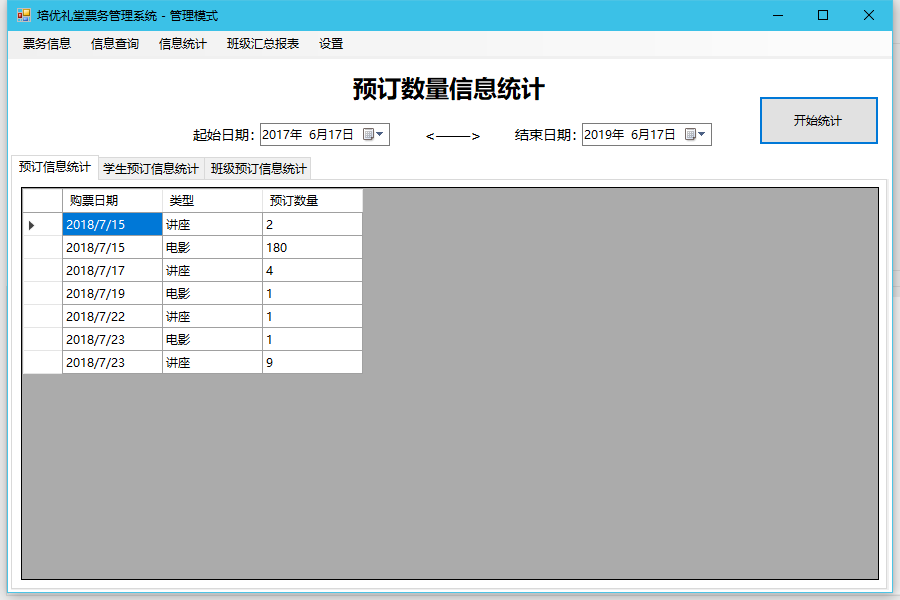 培优礼堂票务管理系统 - 管理模式
票务信息 信息查询 信息统计 班级汇总报表 设置
预订数量信息统计
起始日期: 2017年 6月17日 <----> 结束日期: 2019年 6月17日 开始统计
预订信息统计 学生预订信息统计 班级预订信息统计
购票日期 类型 预订数量
2018/7/15 讲座 2
2018/7/15 电影 180
2018/7/17 讲座 4
2018/7/19 电影 1
2018/7/22 讲座 1
2018/7/23 电影 1
2018/7/23 讲座 9